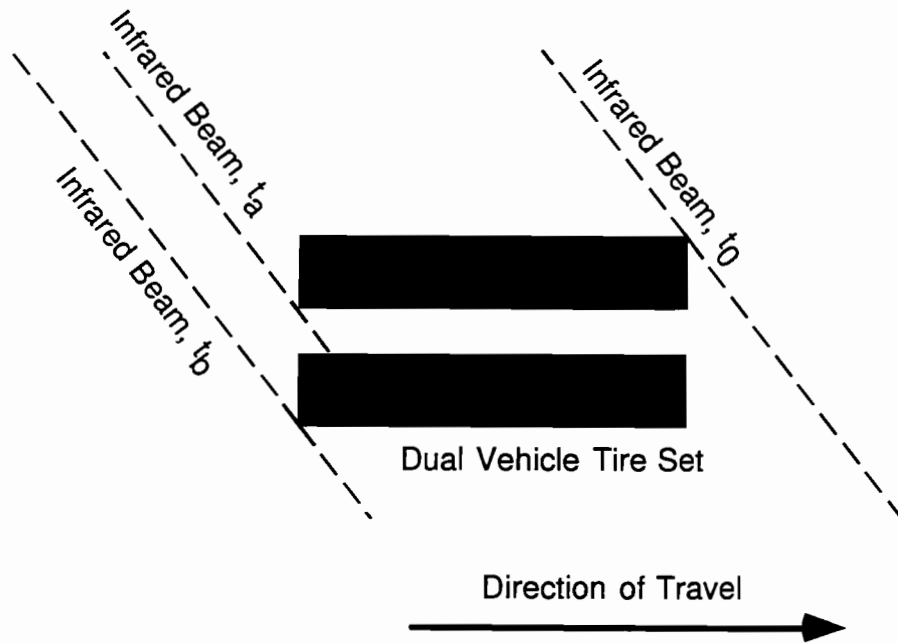 Infrared Beam, ta
Infrared Beam, tb
Infrared Beam, t0
Dual Vehicle Tire Set
Direction of Travel